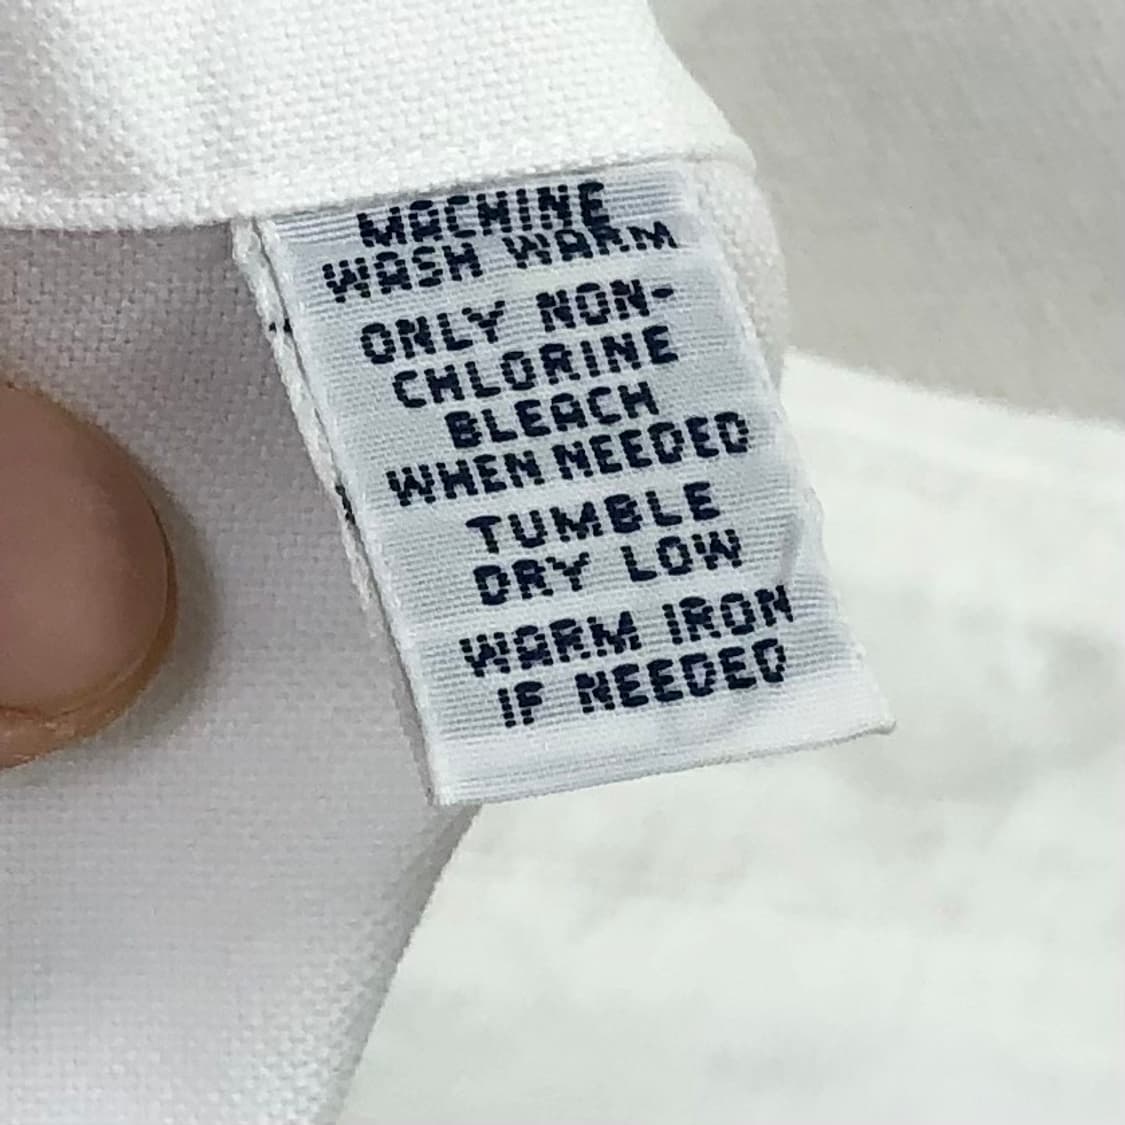 MACHINE
WASH WARM
ONLY NON-
CHLORINE
BLEACH
WHEN NEEDED
TUMBLE
DRY LOW
WARM IRON
IF NEEDED